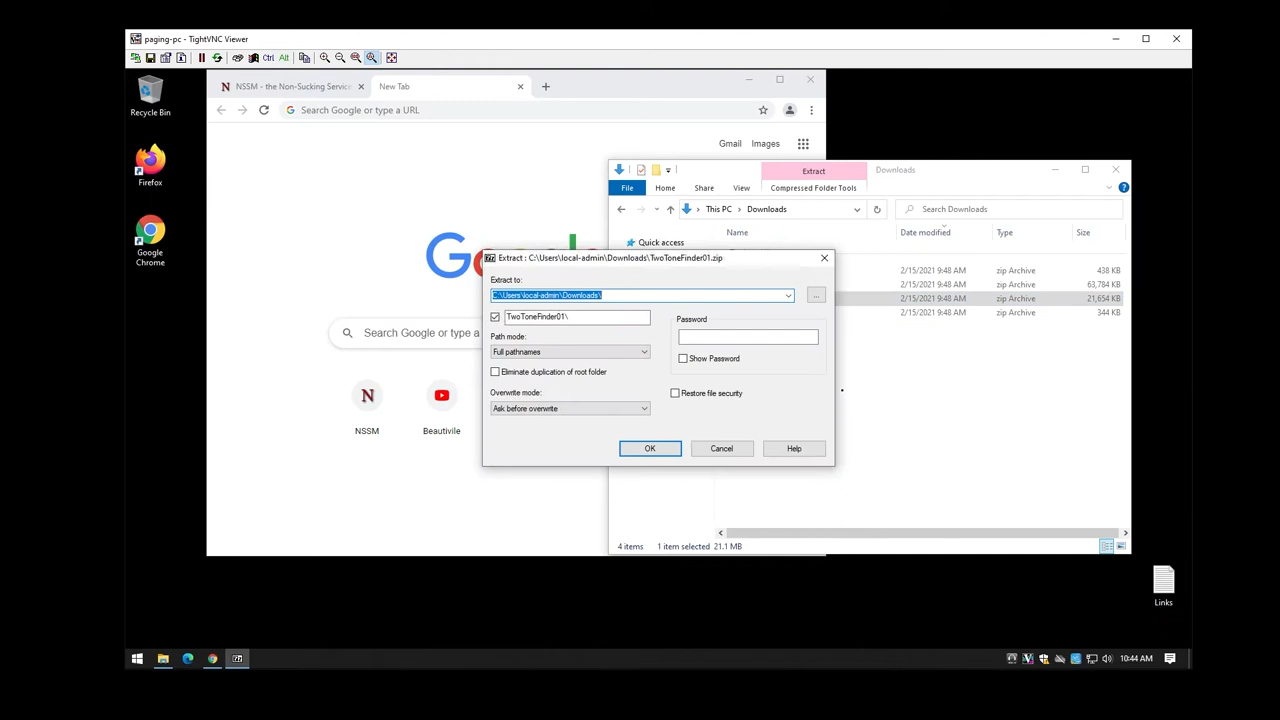 paging-pc - TightVNC Viewer
Ctrl Alt
Recycle Bin
Firefox
Google Chrome
N NSSM - the Non-Sucking Service
New Tab
Search Google or type a URL
Gmail Images
G
Search Google
N
NSSM
Beautivile
Extract
Downloads
File Home Share View Compressed Folder Tools
This PC Downloads
Search Downloads
Quick access
Name Date modified Type Size
2/15/2021 9:48 AM zip Archive 438 KB
2/15/2021 9:48 AM zip Archive 63,784 KB
2/15/2021 9:48 AM zip Archive 21,654 KB
2/15/2021 9:48 AM zip Archive 344 KB
4 items 1 item selected 21.1 MB
Extract : C:\Users\local-admin\Downloads\TwoToneFinder01.zip
Extract to:
C:\Users\local-admin\Downloads\
...
TwoToneFinder01\
Path mode:
Full pathnames
Eliminate duplication of root folder
Overwrite mode:
Ask before overwrite
Password
Show Password
Restore file security
OK Cancel Help
Links
10:44 AM